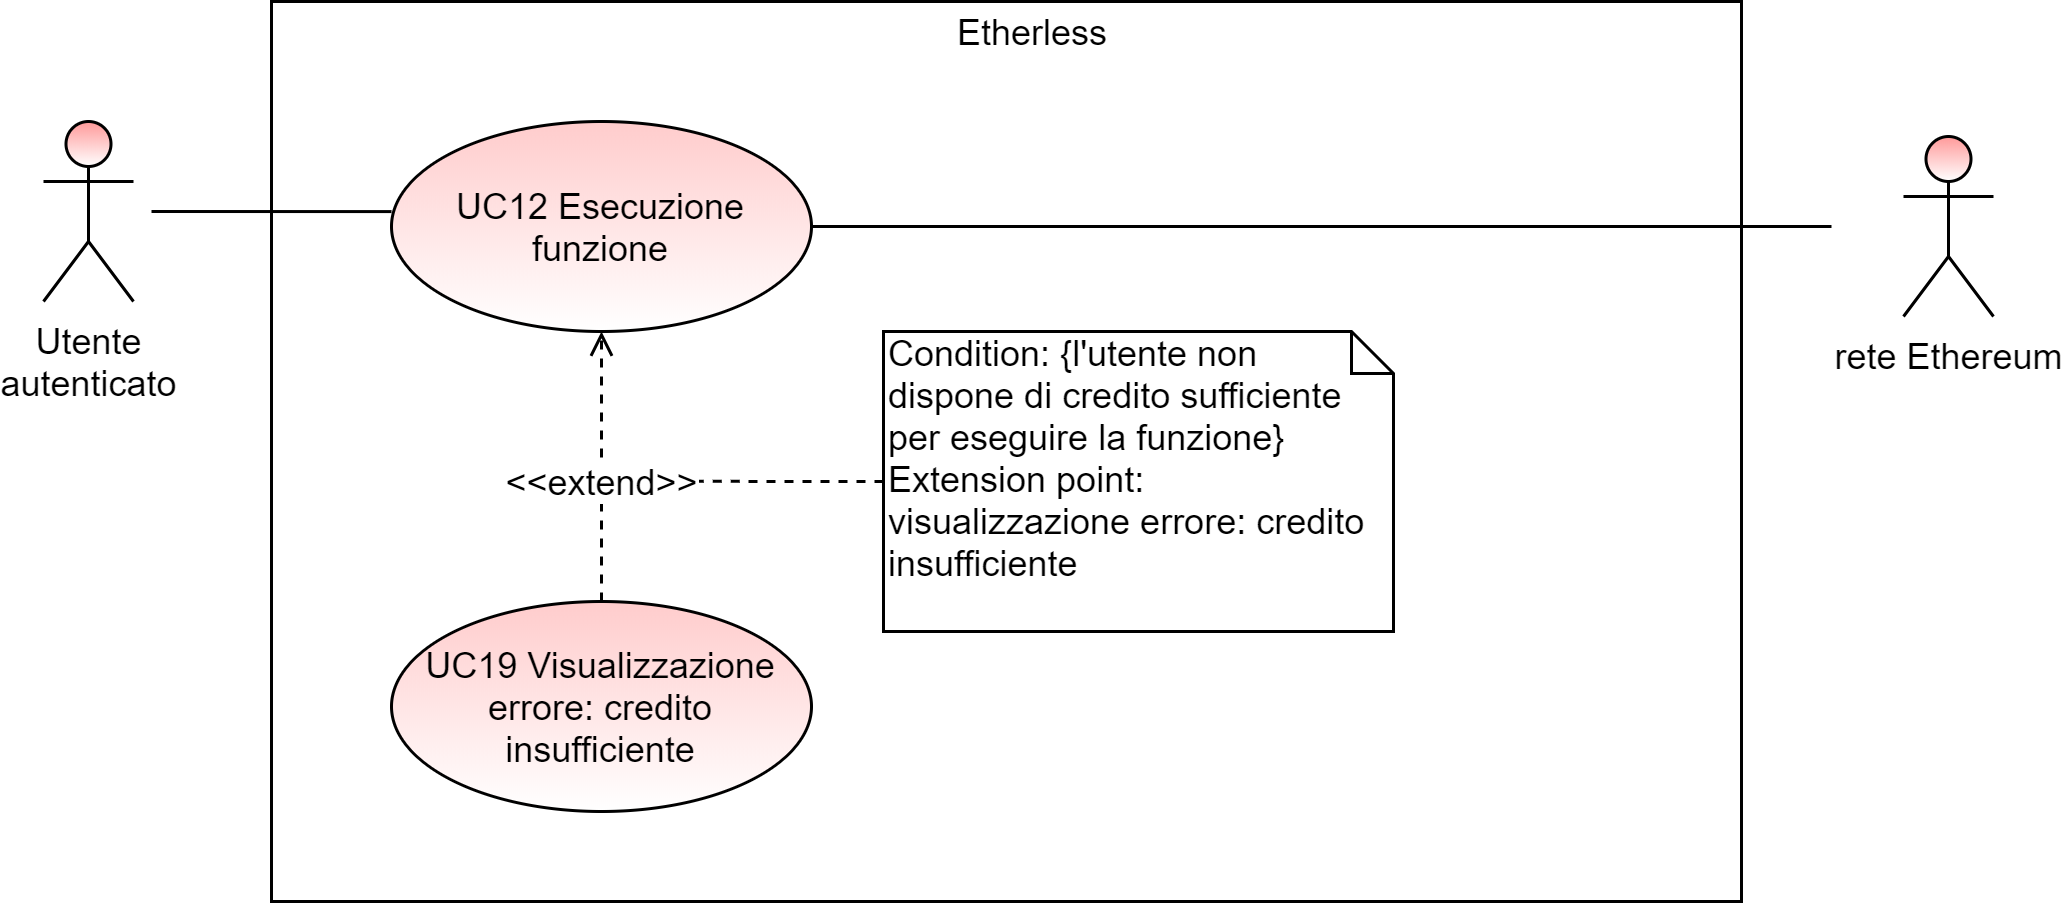 Etherless
UC12 Esecuzione
funzione
Utente
autenticato
rete Ethereum
Condition: {l'utente non
dispone di credito sufficiente
per eseguire la funzione}
Extension point:
visualizzazione errore: credito
insufficiente
<<extend>>
UC19 Visualizzazione
errore: credito
insufficiente